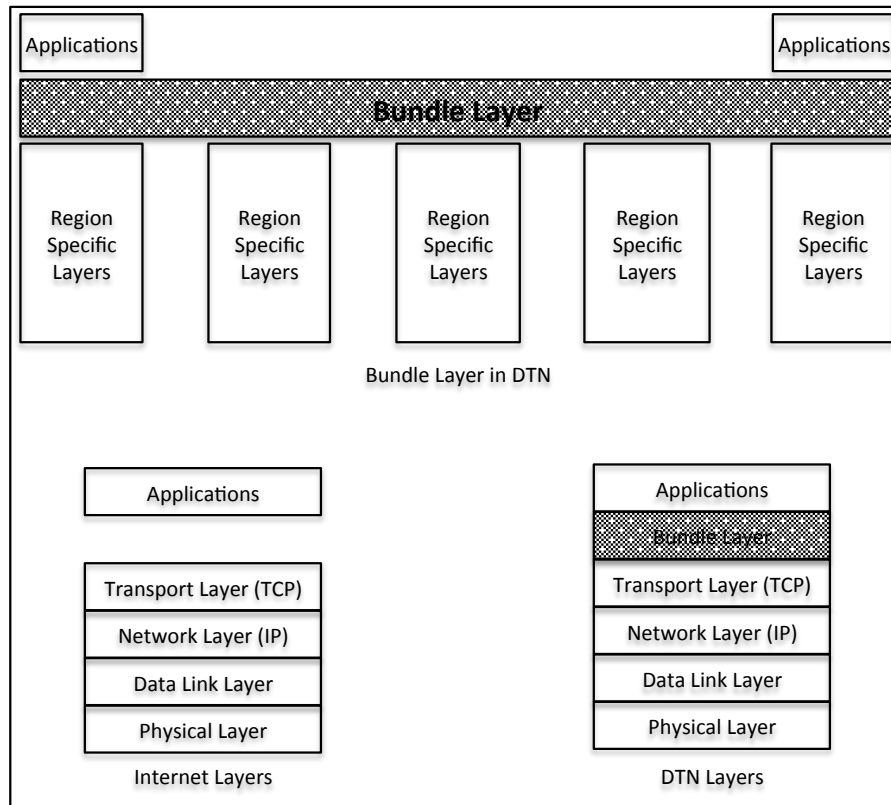 Applications
Applications
Bundle Layer
Region
Specific
Layers
Region
Specific
Layers
Region
Specific
Layers
Region
Specific
Layers
Region
Specific
Layers
Bundle Layer in DTN
Applications
Transport Layer (TCP)
Network Layer (IP)
Data Link Layer
Physical Layer
Internet Layers
Applications
Bundle Layer
Transport Layer (TCP)
Network Layer (IP)
Data Link Layer
Physical Layer
DTN Layers